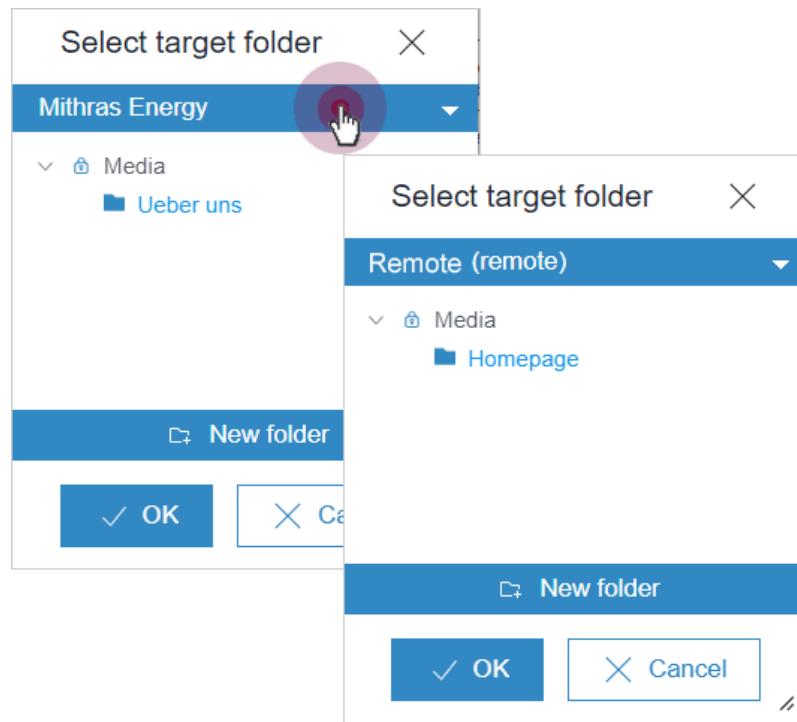 Select target folder
Mithras Energy
Media
Ueber uns
New folder
OK
Select target folder
Remote (remote)
Media
Homepage
New folder
OK
Cancel